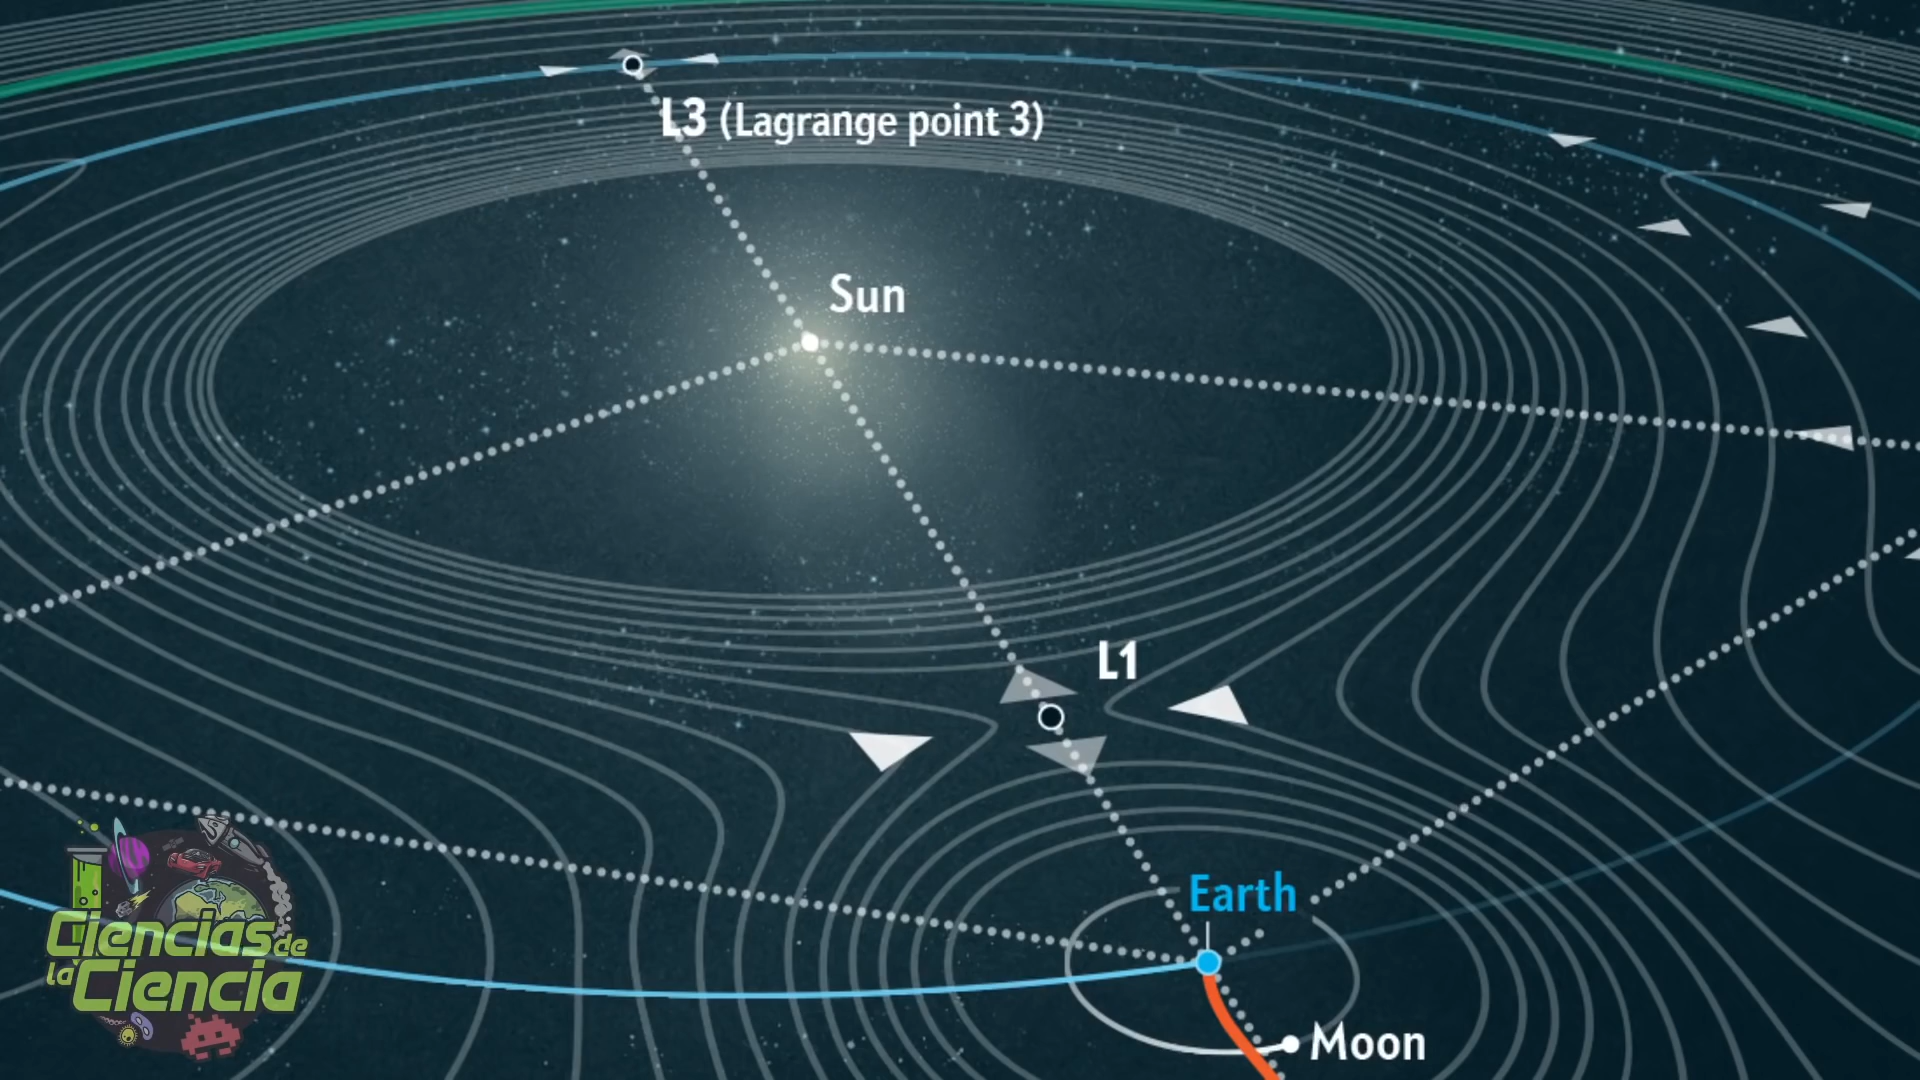 L3 (Lagrange point 3)
Sun
L1
Earth
Moon
Ciencias de
la Ciencia